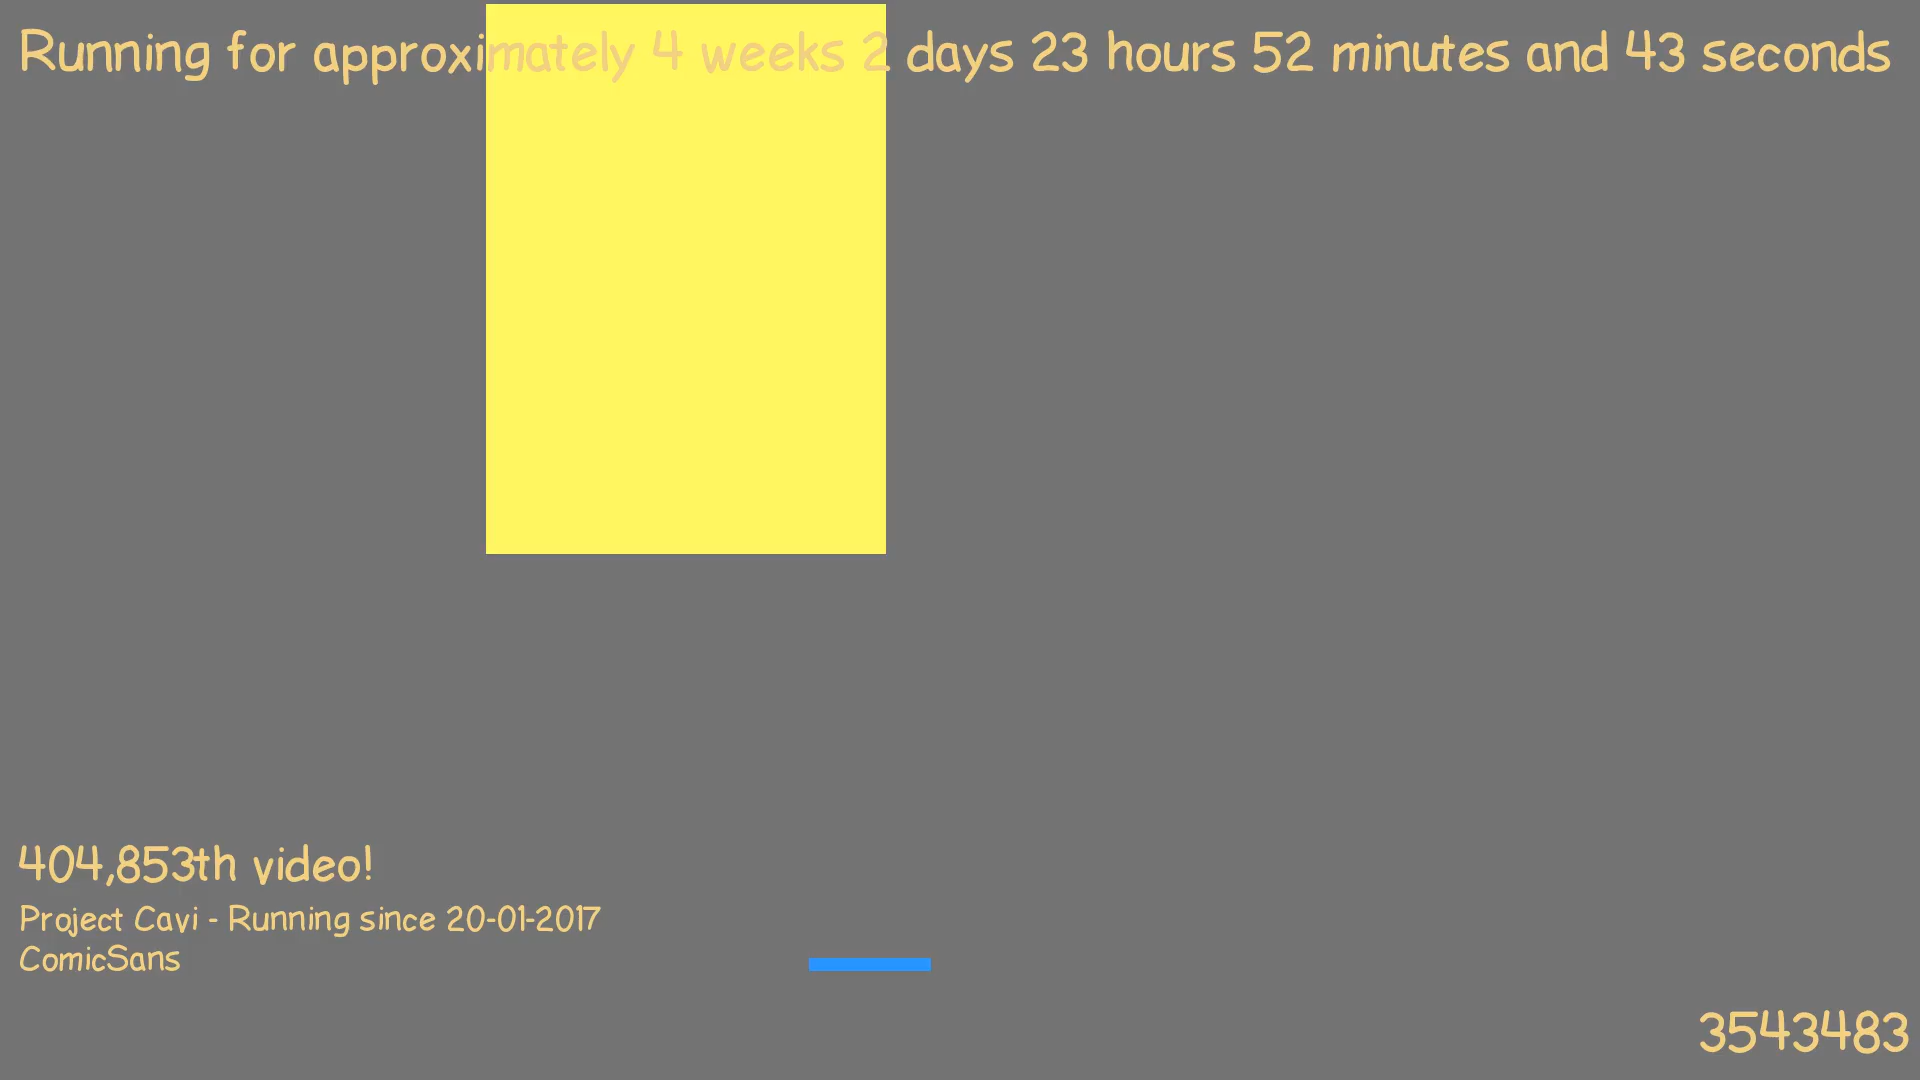 Running for approximately 4 weeks 2 days 23 hours 52 minutes and 43 seconds
404,853th video!
Project Cavi - Running since 20-01-2017
ComicSans
3543483